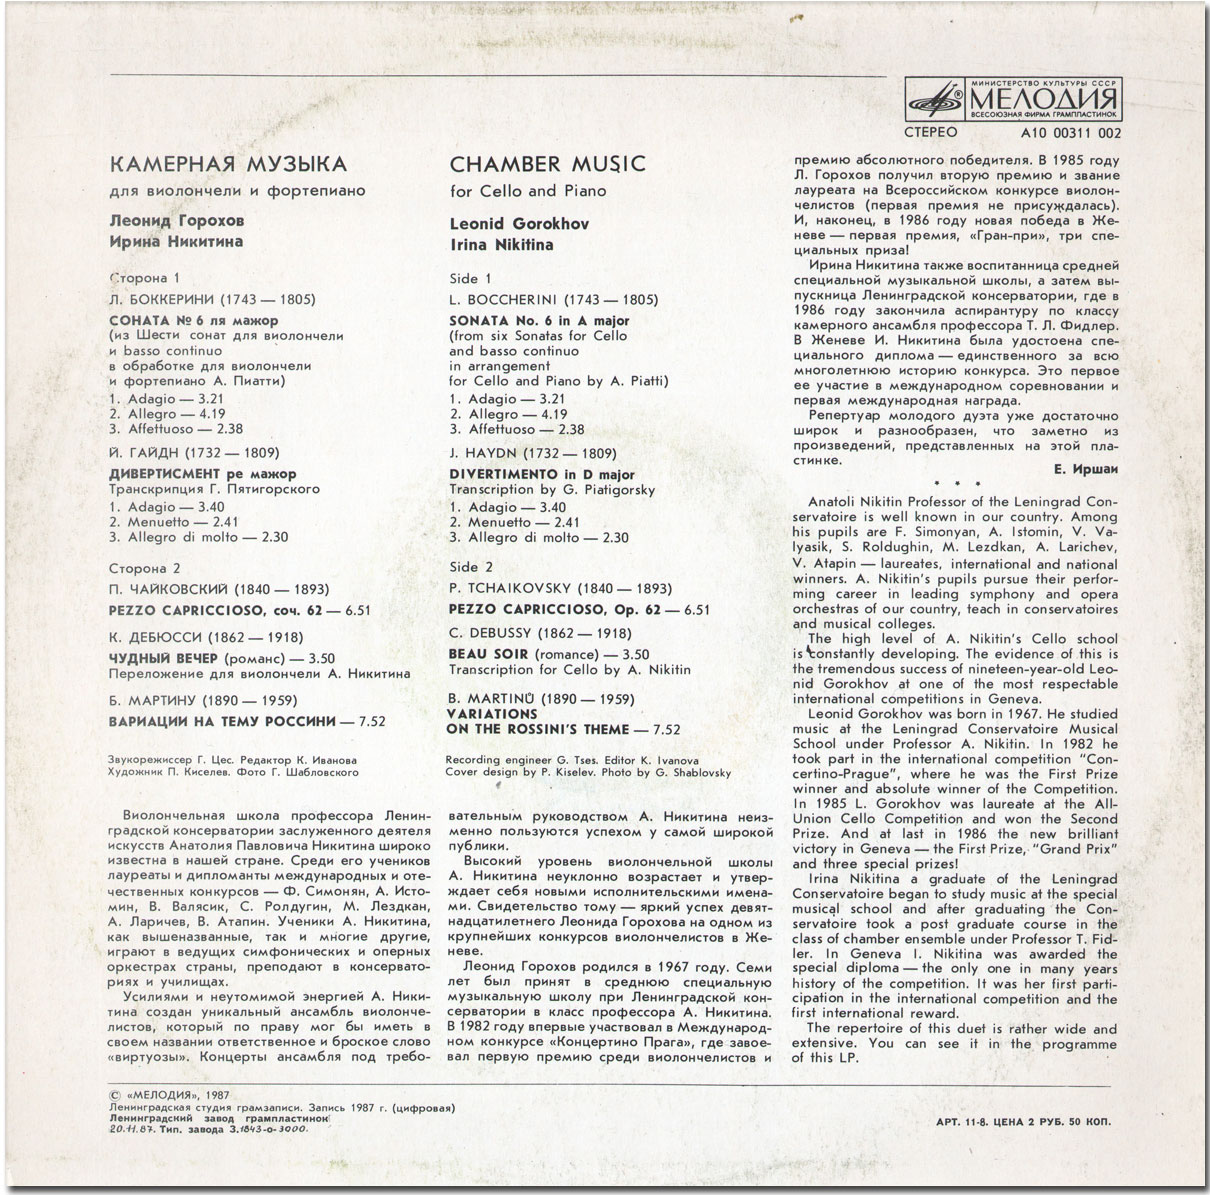 МИНИСТЕРСТВО КУЛЬТУРЫ СССР
МЕЛОДИЯ
ВСЕСОЮЗНАЯ ФИРМА ГРАМПЛАСТИНОК
СТЕРЕО А10 00311 002
КАМЕРНАЯ МУЗЫКА
для виолончели и фортепиано
Леонид Горохов
Ирина Никитина
Сторона 1
Л. БОККЕРИНИ (1743 — 1805)
СОНАТА № 6 ля мажор
(из Шести сонат для виолончели
и basso continuo
в обработке для виолончели
и фортепиано А. Пиатти)
1. Adagio — 3.21
2. Allegro — 4.19
3. Affettuoso — 2.38
Й. ГАЙДН (1732 — 1809)
ДИВЕРТИСМЕНТ ре мажор
Транскрипция Г. Пятигорского
1. Adagio — 3.40
2. Menuetto — 2.41
3. Allegro di molto — 2.30
Сторона 2
П. ЧАЙКОВСКИЙ (1840 — 1893)
PEZZO CAPRICCIOSO, соч. 62 — 6.51
К. ДЕБЮССИ (1862 — 1918)
ЧУДНЫЙ ВЕЧЕР (романс) — 3.50
Переложение для виолончели А. Никитина
Б. МАРТИНУ (1890 — 1959)
ВАРИАЦИИ НА ТЕМУ РОССИНИ — 7.52
Звукорежиссер Г. Цес. Редактор К. Иванова
Художник П. Киселев. Фото Г. Шабловского
CHAMBER MUSIC
for Cello and Piano
Leonid Gorokhov
Irina Nikitina
Side 1
L. BOCCHERINI (1743 — 1805)
SONATA No. 6 in A major
(from six Sonatas for Cello
and basso continuo
in arrangement
for Cello and Piano by A. Piatti)
1. Adagio — 3.21
2. Allegro — 4.19
3. Affettuoso — 2.38
J. HAYDN (1732 — 1809)
DIVERTIMENTO in D major
Transcription by G. Piatigorsky
1. Adagio — 3.40
2. Menuetto — 2.41
3. Allegro di molto — 2.30
Side 2
P. TCHAIKOVSKY (1840 — 1893)
PEZZO CAPRICCIOSO, Op. 62 — 6.51
C. DEBUSSY (1862 — 1918)
BEAU SOIR (romance) — 3.50
Transcription for Cello by A. Nikitin
B. MARTINŮ (1890 — 1959)
VARIATIONS
ON THE ROSSINI'S THEME — 7.52
Recording engineer G. Tses. Editor K. Ivanova
Cover design by P. Kiselev. Photo by G. Shablovsky
Виолончельная школа профессора Ленин-
градской консерватории заслуженного деятеля
искусств Анатолия Павловича Никитина широко
известна в нашей стране. Среди его учеников
лауреаты и дипломанты международных и оте-
чественных конкурсов — Ф. Симонян, А. Исто-
мин, В. Валясик, С. Ролдугин, М. Лездкан,
А. Ларичев, В. Атапин. Ученики А. Никитина,
как вышеназванные, так и многие другие,
играют в ведущих симфонических и оперных
оркестрах страны, преподают в консервато-
риях и училищах.
Усилиями и неутомимой энергией А. Ники-
тина создан уникальный ансамбль виолонче-
листов, который по праву мог бы иметь в
своем названии ответственное и броское слово
«виртуозы». Концерты ансамбля под требо-
вательным руководством А. Никитина неиз-
менно пользуются успехом у самой широкой
публики.
Высокий уровень виолончельной школы
А. Никитина неуклонно возрастает и утвер-
ждает себя новыми исполнительскими имена-
ми. Свидетельство тому — яркий успех девят-
надцатилетнего Леонида Горохова на одном из
крупнейших конкурсов виолончелистов в Же-
неве.
Леонид Горохов родился в 1967 году. Семи
лет был принят в среднюю специальную
музыкальную школу при Ленинградской кон-
серватории в класс профессора А. Никитина.
В 1982 году впервые участвовал в Международ-
ном конкурсе «Концертино Прага», где завое-
вал первую премию среди виолончелистов и
премию абсолютного победителя. В 1985 году
Л. Горохов получил вторую премию и звание
лауреата на Всероссийском конкурсе виолон-
челистов (первая премия не присуждалась).
И, наконец, в 1986 году новая победа в Же-
неве — первая премия, «Гран-при», три спе-
циальных приза!
Ирина Никитина также воспитанница средней
специальной музыкальной школы, а затем вы-
пускница Ленинградской консерватории, где в
1986 году закончила аспирантуру по классу
камерного ансамбля профессора Т. Л. Фидлер.
В Женеве И. Никитина была удостоена спе-
циального диплома — единственного за всю
многолетнюю историю конкурса. Это первое
ее участие в международном соревновании и
первая международная награда.
Репертуар молодого дуэта уже достаточно
широк и разнообразен, что заметно из
произведений, представленных на этой пла-
стинке.
Е. Иршаи
* * *
Anatoli Nikitin Professor of the Leningrad Con-
servatoire is well known in our country. Among
his pupils are F. Simonyan, A. Istomin, V. Va-
lyasik, S. Roldughin, M. Lezdkan, A. Larichev,
V. Atapin — laureates, international and national
winners. A. Nikitin's pupils pursue their perfor-
ming career in leading symphony and opera
orchestras of our country, teach in conservatoires
and musical colleges.
The high level of A. Nikitin's Cello school
is constantly developing. The evidence of this is
the tremendous success of nineteen-year-old Leo-
nid Gorokhov at one of the most respectable
international competitions in Geneva.
Leonid Gorokhov was born in 1967. He studied
music at the Leningrad Conservatoire Musical
School under Professor A. Nikitin. In 1982 he
took part in the international competition "Con-
certino-Prague", where he was the First Prize
winner and absolute winner of the Competition.
In 1985 L. Gorokhov was laureate at the All-
Union Cello Competition and won the Second
Prize. And at last in 1986 the new brilliant
victory in Geneva — the First Prize, "Grand Prix"
and three special prizes!
Irina Nikitina a graduate of the Leningrad
Conservatoire began to study music at the special
musical school and after graduating the Con-
servatoire took a post graduate course in the
class of chamber ensemble under Professor T. Fid-
ler. In Geneva I. Nikitina was awarded the
special diploma — the only one in many years
history of the competition. It was her first parti-
cipation in the international competition and the
first international reward.
The repertoire of this duet is rather wide and
extensive. You can see it in the programme
of this LP.
© «МЕЛОДИЯ», 1987
Ленинградская студия грамзаписи. Запись 1987 г. (цифровая)
Ленинградский завод грампластинок
20.11.87. Тип. завода З.1843-о-3000.
АРТ. 11-8. ЦЕНА 2 РУБ. 50 КОП.